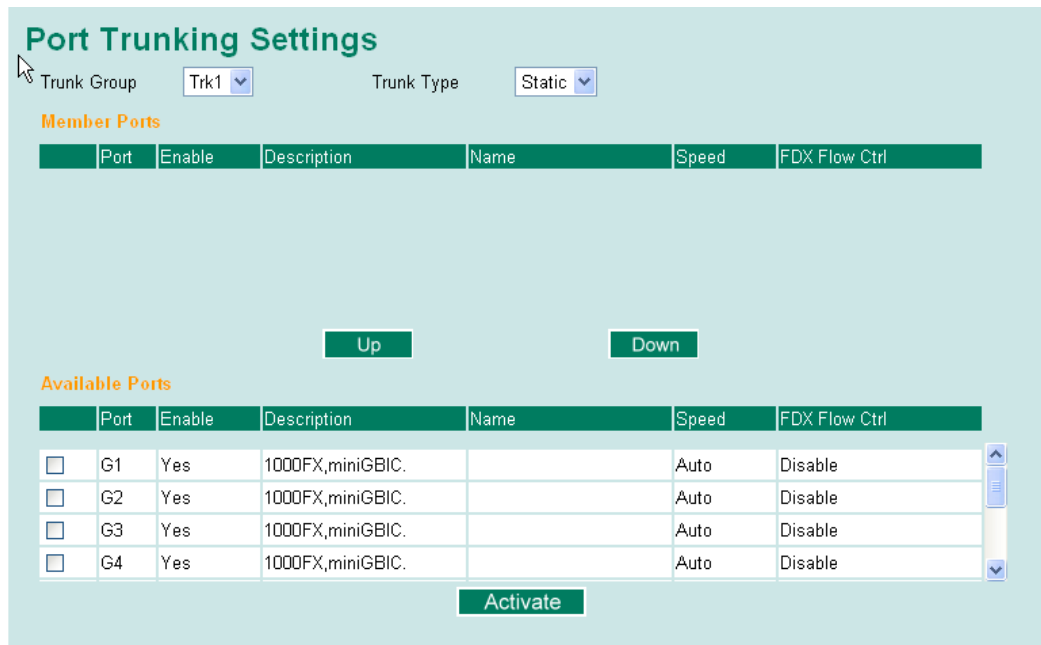 Port Trunking Settings
Trunk Group Trk1 Trunk Type Static
Member Ports
Port Enable Description Name Speed FDX Flow Ctrl
Up Down
Available Ports
Port Enable Description Name Speed FDX Flow Ctrl
G1 Yes 1000FX,miniGBIC. Auto Disable
G2 Yes 1000FX,miniGBIC. Auto Disable
G3 Yes 1000FX,miniGBIC. Auto Disable
G4 Yes 1000FX,miniGBIC. Auto Disable
Activate